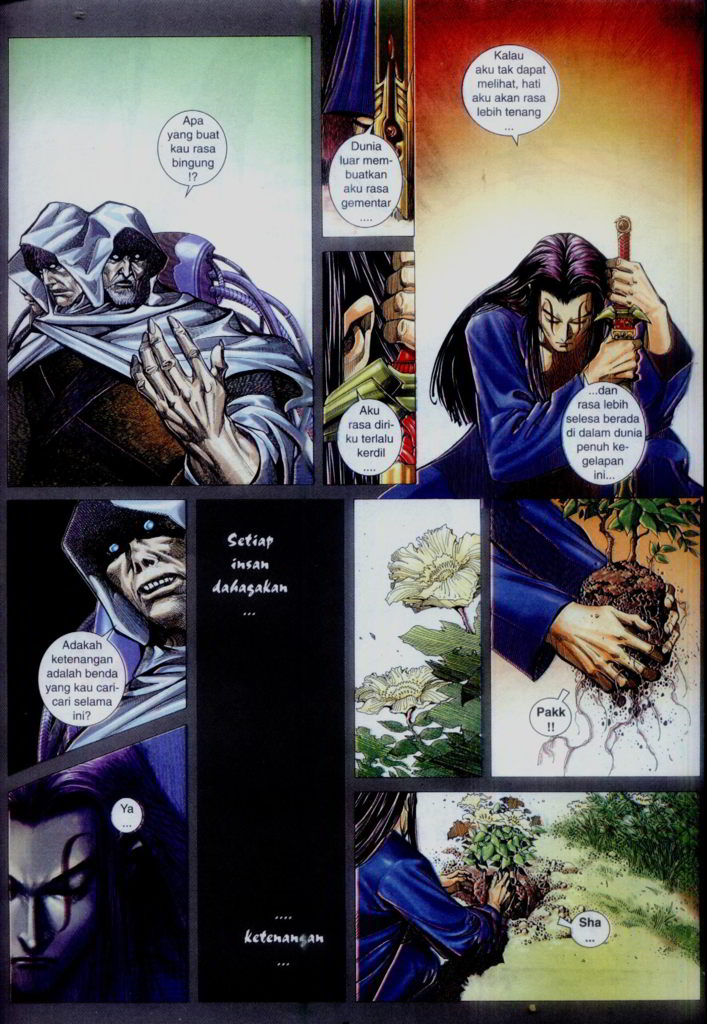 Apa
yang buat
kau rasa
bingung
!?
Dunia
luar mem-
buatkan
aku rasa
gementar
....
Kalau
aku tak dapat
melihat, hati
aku akan rasa
lebih tenang
...
Aku
rasa diri-
ku terlalu
kerdil
....
...dan
rasa lebih
selesa berada
di dalam dunia
penuh ke-
gelapan
ini...
Adakah
ketenangan
adalah benda
yang kau cari-
cari selama
ini?
Ya
...
Setiap
insan
dahagakan
...
....
ketenangan
...
Pakk
!!
Sha
...